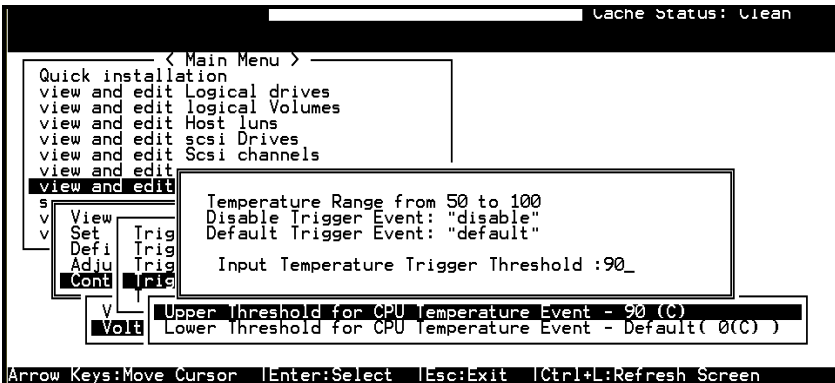 Cache Status: Clean
< Main Menu >
Quick installation
view and edit Logical drives
view and edit logical Volumes
view and edit Host luns
view and edit scsi Drives
view and edit Scsi channels
view and edit
view and edit
s
v
v
View
Set
Defi
Adju
Cont
Trig
Trig
Trig
Trig
Temperature Range from 50 to 100
Disable Trigger Event: "disable"
Default Trigger Event: "default"
Input Temperature Trigger Threshold :90_
V
Volt
Upper Threshold for CPU Temperature Event - 90 (C)
Lower Threshold for CPU Temperature Event - Default( 0(C) )
Arrow Keys:Move Cursor |Enter:Select |Esc:Exit |Ctrl+L:Refresh Screen